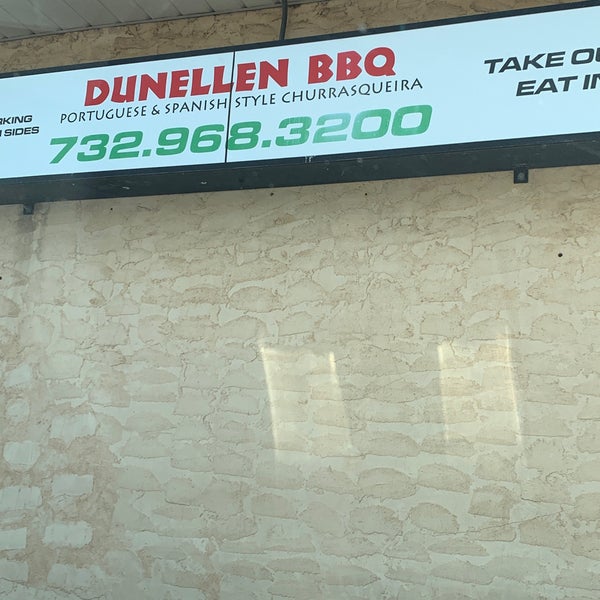 DUNELLEN BBQ
PORTUGUESE & SPANISH STYLE CHURRASQUEIRA
732.968.3200
RKING
SIDES
TAKE OU
EAT IN